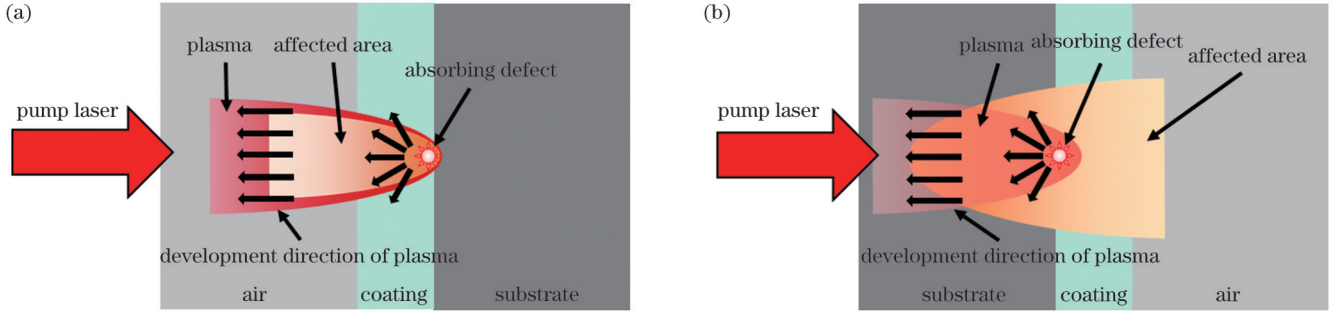 (a)
plasma
affected area
absorbing defect
pump laser
development direction of plasma
air
coating
substrate
(b)
plasma
absorbing defect
affected area
pump laser
development direction of plasma
substrate
coating
air